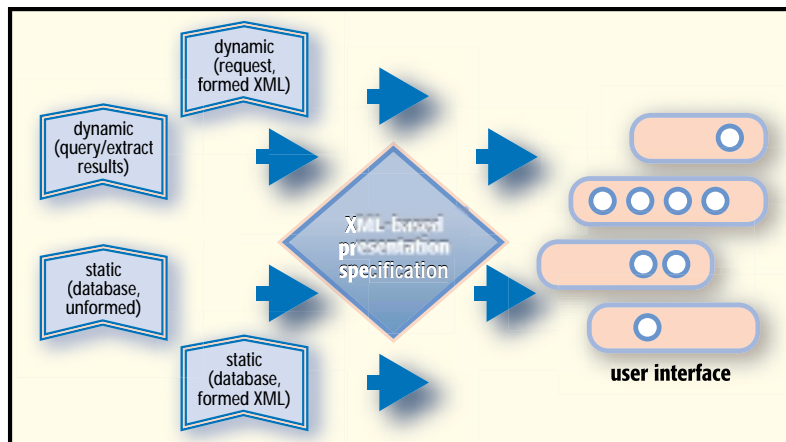 dynamic
(request,
formed XML)
dynamic
(query/extract
results)
XML-based
presentation
specification
static
(database,
unformed)
static
(database,
formed XML)
user interface